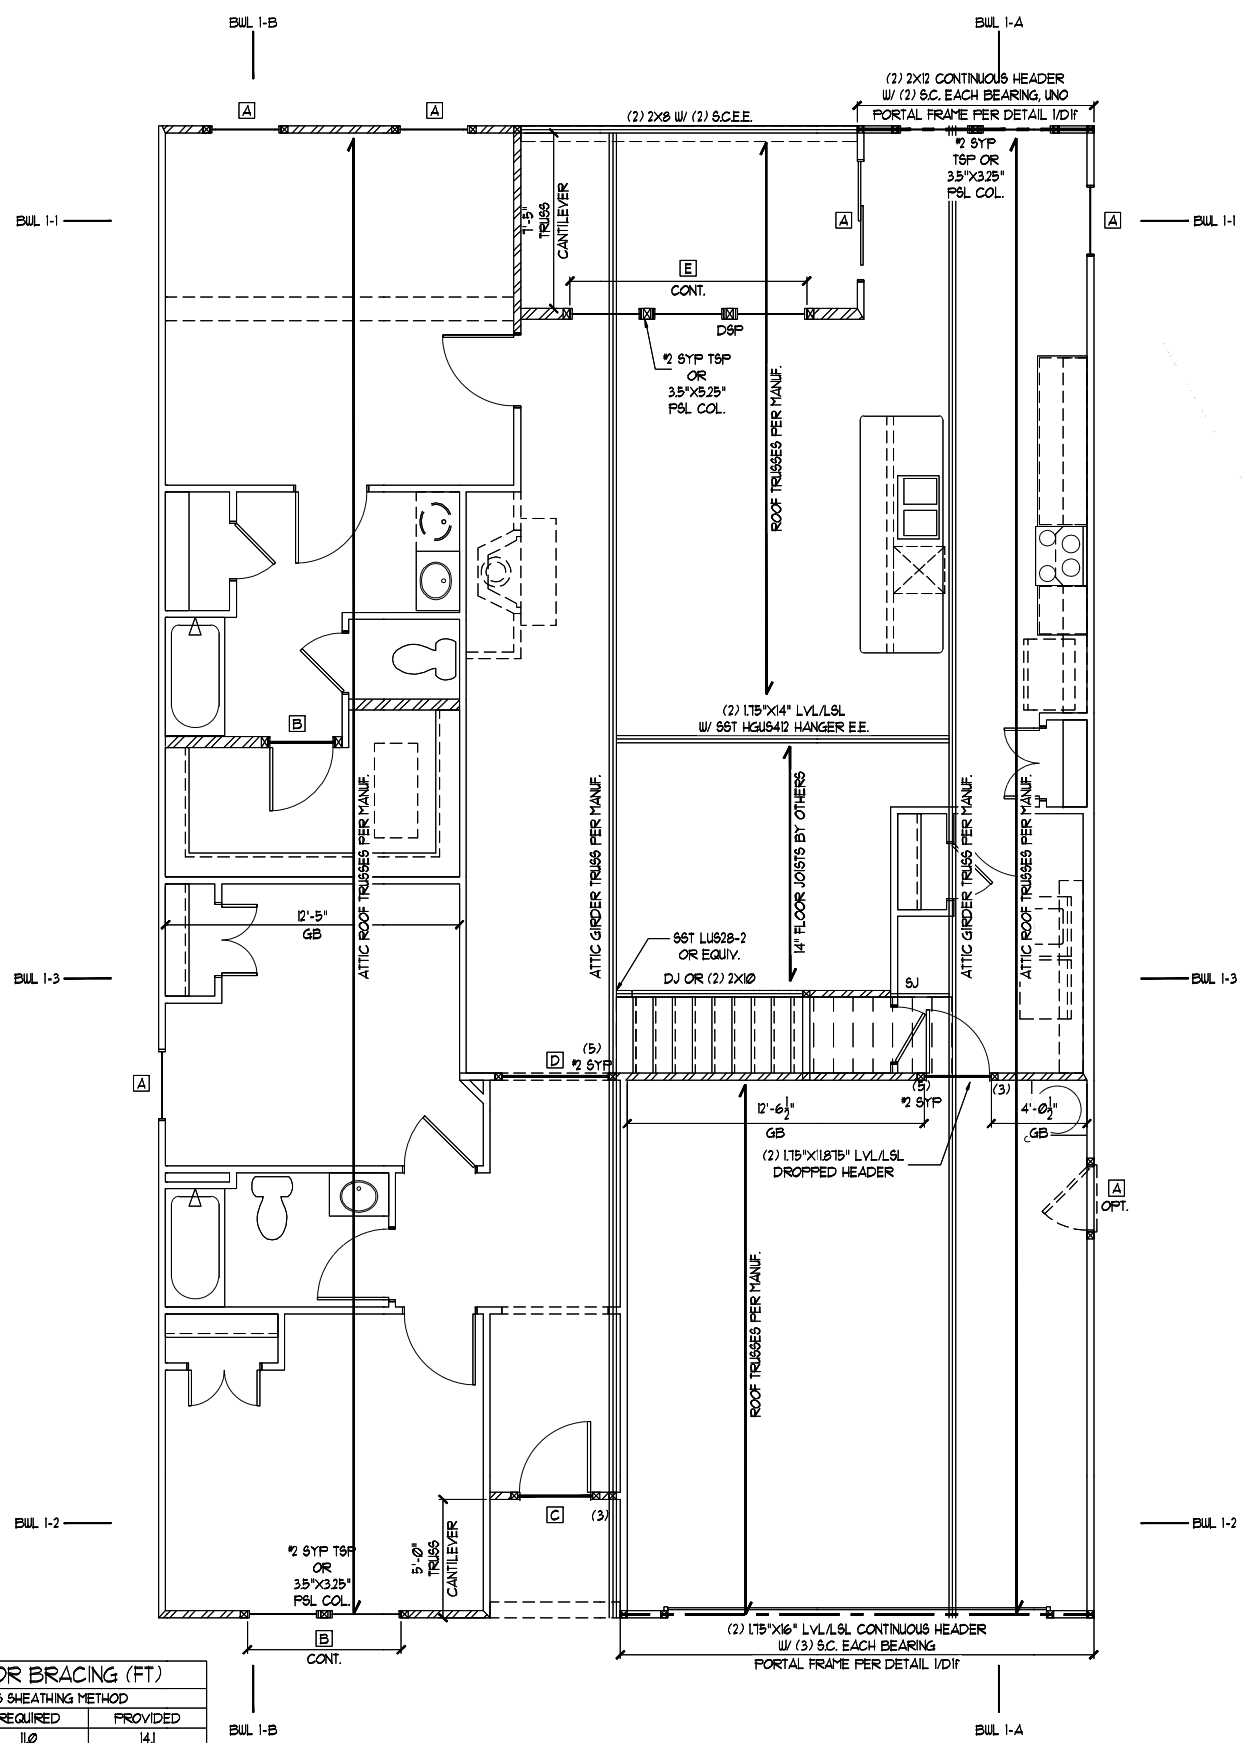 BWL 1-B
BWL 1-A
(2) 2X12 CONTINUOUS HEADER
W/ (2) S.C. EACH BEARING, UNO
PORTAL FRAME PER DETAIL 1/D1f
A
A
(2) 2X8 W/ (2) S.C.E.E.
#2 SYP
TSP OR
3.5"X3.25"
PSL COL.
BWL 1-1
A
A
BWL 1-1
7'-5"
TRUSS
CANTILEVER
E
CONT.
DSP
#2 SYP TSP
OR
3.5"X5.25"
PSL COL.
ROOF TRUSSES PER MANUF.
(2) 1.75"X14" LVL/LSL
W/ SST HGUS412 HANGER E.E.
B
ATTIC ROOF TRUSSES PER MANUF.
ATTIC GIRDER TRUSS PER MANUF.
14" FLOOR JOISTS BY OTHERS
ATTIC GIRDER TRUSS PER MANUF.
ATTIC ROOF TRUSSES PER MANUF.
12'-5"
GB
SST LUS28-2
OR EQUIV.
DJ OR (2) 2X10
SJ
BWL 1-3
BWL 1-3
D
(5)
#2 SYP
A
(5)
#2 SYP
(3)
12'-6 1/2"
GB
4'-0 1/2"
GB
(2) 1.75"X11.875" LVL/LSL
DROPPED HEADER
A
OPT.
ROOF TRUSSES PER MANUF.
BWL 1-2
C
(3)
BWL 1-2
5'-0"
TRUSS
CANTILEVER
#2 SYP TSP
OR
3.5"X3.25"
PSL COL.
B
CONT.
(2) 1.75"X16" LVL/LSL CONTINUOUS HEADER
W/ (3) S.C. EACH BEARING
PORTAL FRAME PER DETAIL 1/D1f
OR BRACING (FT)
S SHEATHING METHOD
REQUIRED
PROVIDED
11.0
14.1
BWL 1-B
BWL 1-A